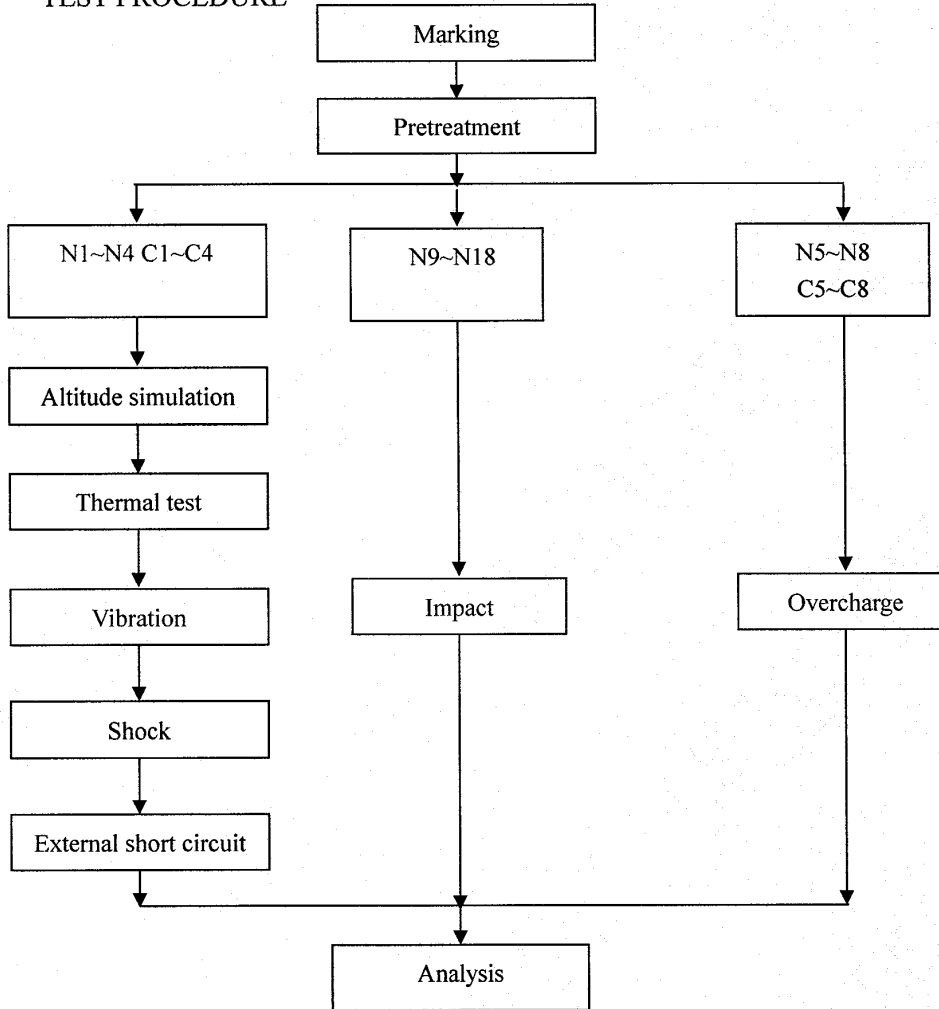 TEST PROCEDURE
Marking
Pretreatment
N1~N4 C1~C4
N9~N18
N5~N8
C5~C8
Altitude simulation
Thermal test
Vibration
Impact
Overcharge
Shock
External short circuit
Analysis